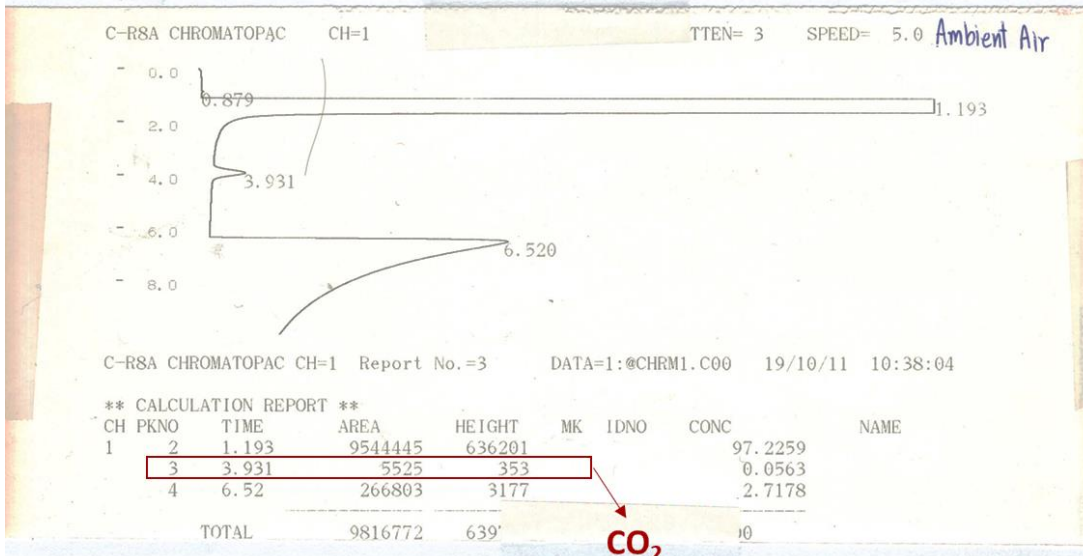 C-R8A CHROMATOPAC CH=1 TTEN= 3 SPEED= 5.0 Ambient Air
0.0
0.879
1.193
2.0
4.0
3.931
6.0
6.520
8.0
C-R8A CHROMATOPAC CH=1 Report No.=3 DATA=1:@CHRM1.C00 19/10/11 10:38:04
** CALCULATION REPORT **
CH PKNO TIME AREA HEIGHT MK IDNO CONC NAME
1 2 1.193 9544445 636201 97.2259
3 3.931 5525 353 0.0563
4 6.52 266803 3177 2.7178
TOTAL 9816772 639
CO₂